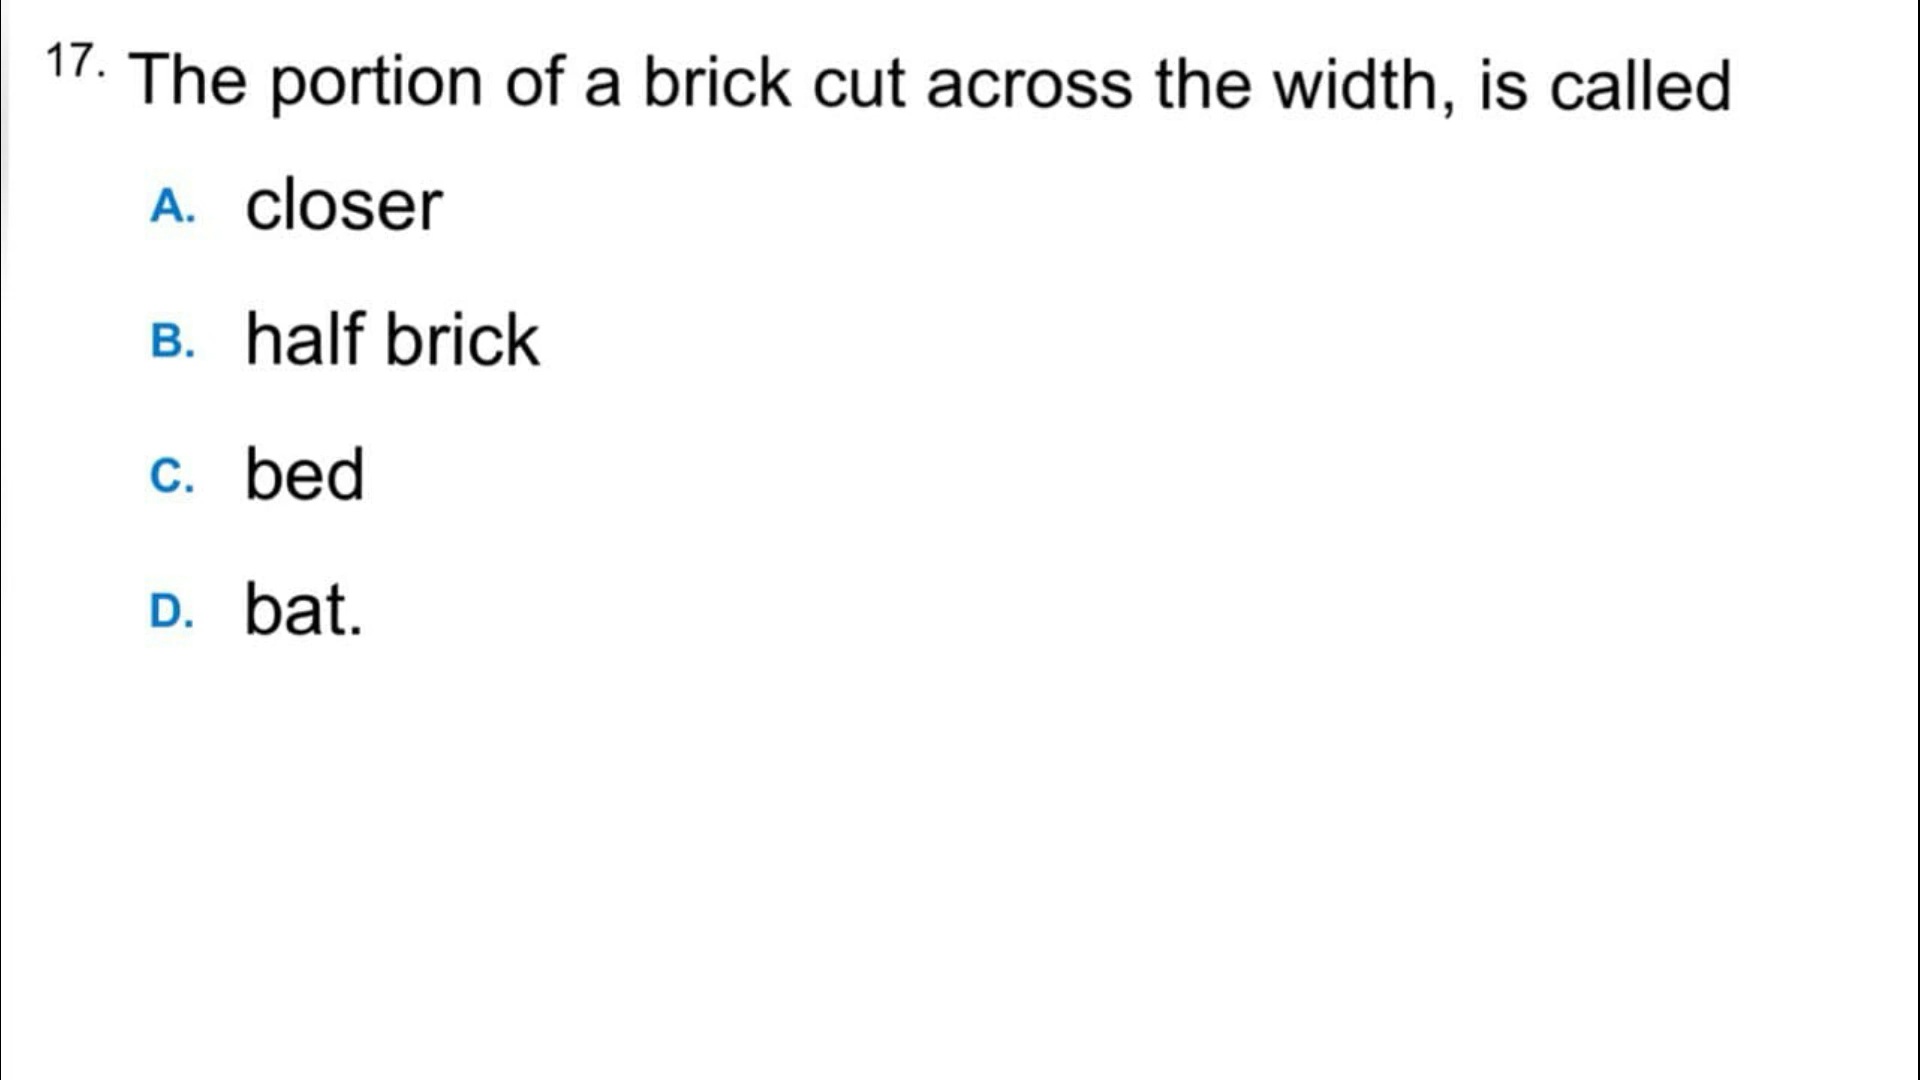 17. The portion of a brick cut across the width, is called
A. closer
B. half brick
C. bed
D. bat.